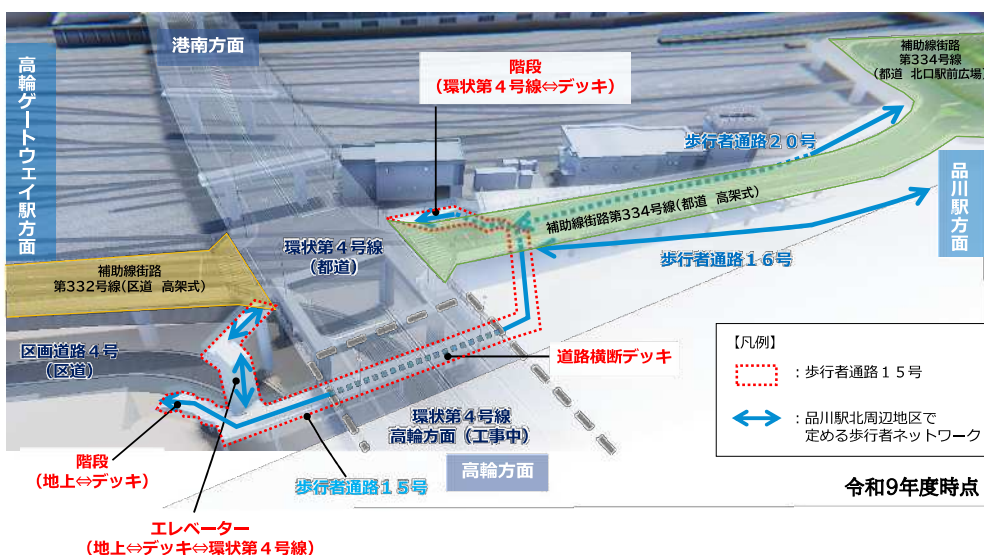 港南方面
高輪ゲートウェイ駅方面
階段
(環状第４号線⇔デッキ)
補助線街路
第334号線
(都道 北口駅前広場)
歩行者通路２０号
品川駅方面
補助線街路第334号線(都道 高架式)
環状第４号線
(都道)
歩行者通路１６号
補助線街路
第332号線(区道 高架式)
区画道路４号
(区道)
道路横断デッキ
【凡例】
：歩行者通路１５号
：品川駅北周辺地区で
定める歩行者ネットワーク
環状第４号線
高輪方面（工事中）
階段
(地上⇔デッキ)
高輪方面
歩行者通路１５号
令和9年度時点
エレベーター
(地上⇔デッキ⇔環状第４号線)